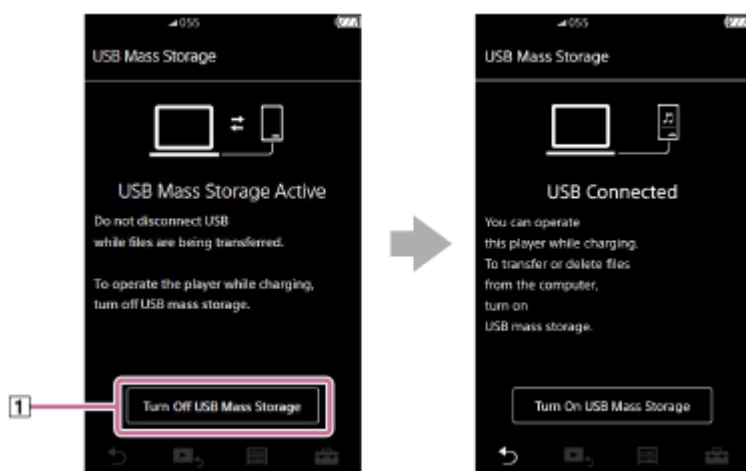 055
USB Mass Storage
USB Mass Storage Active
Do not disconnect USB
while files are being transferred.
To operate the player while charging,
turn off USB mass storage.
1
Turn Off USB Mass Storage
055
USB Mass Storage
USB Connected
You can operate
this player while charging.
To transfer or delete files
from the computer,
turn on
USB mass storage.
Turn On USB Mass Storage